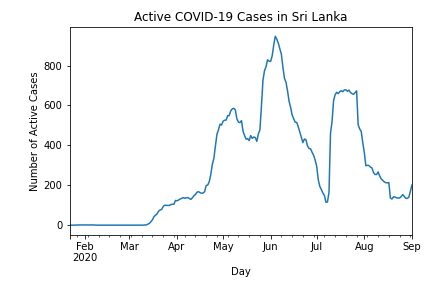 Active COVID-19 Cases in Sri Lanka
Number of Active Cases
800
600
400
200
0
Feb Mar Apr May Jun Jul Aug Sep
2020
Day